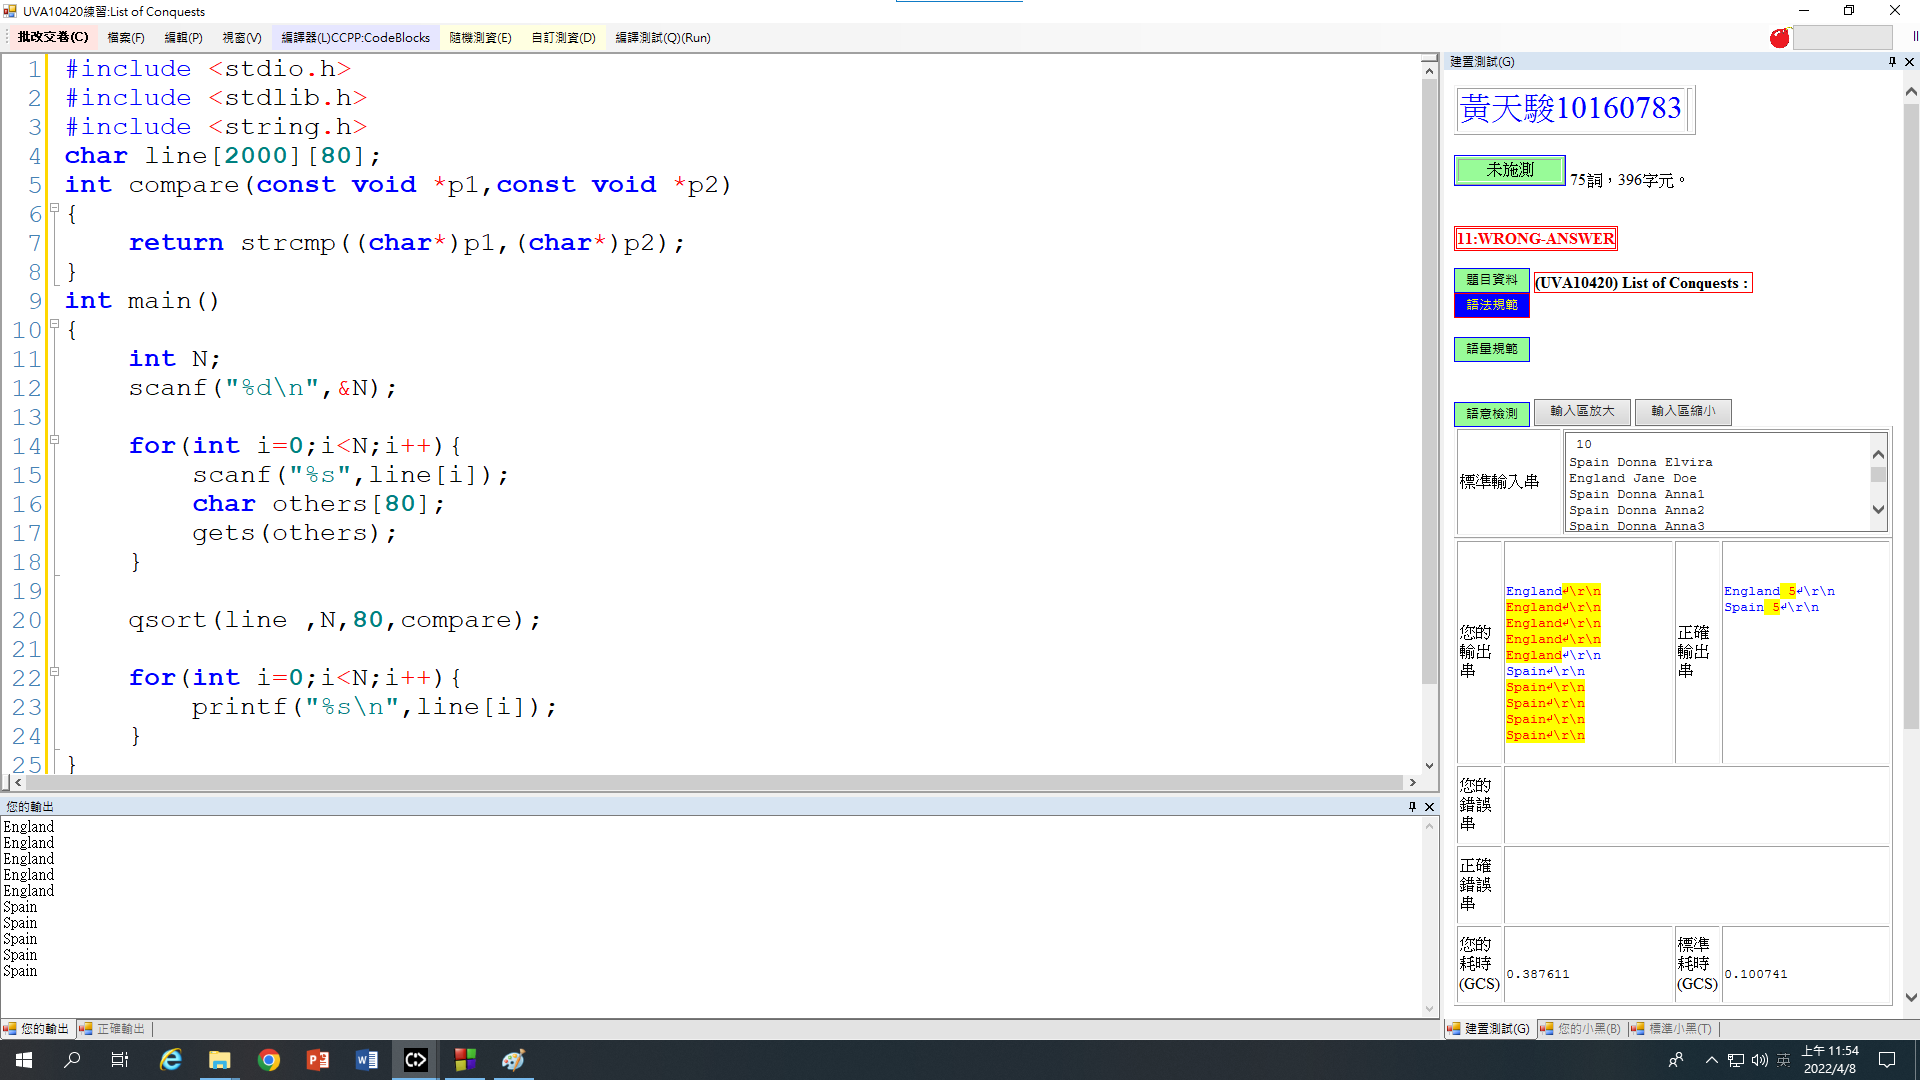 UVA10420練習:List of Conquests
批改交卷(C) 檔案(F) 編輯(P) 視窗(V) 編譯器(L)CCPP:CodeBlocks 隨機測資(E) 自訂測資(D) 編譯測試(Q)(Run)
1 #include <stdio.h>
2 #include <stdlib.h>
3 #include <string.h>
4 char line[2000][80];
5 int compare(const void *p1,const void *p2)
6 {
7 return strcmp((char*)p1,(char*)p2);
8 }
9 int main()
10 {
11 int N;
12 scanf("%d\n",&N);
13
14 for(int i=0;i<N;i++){
15 scanf("%s",line[i]);
16 char others[80];
17 gets(others);
18 }
19
20 qsort(line ,N,80,compare);
21
22 for(int i=0;i<N;i++){
23 printf("%s\n",line[i]);
24 }
25 }
您的輸出
England
England
England
England
England
Spain
Spain
Spain
Spain
Spain
您的輸出 正確輸出
建置測試(G)
黃天駿10160783
未施測 75詞,396字元。
11:WRONG-ANSWER
題目資料 (UVA10420) List of Conquests :
語法規範
語量規範
語意檢測 輸入區放大 輸入區縮小
標準輸入串
10
Spain Donna Elvira
England Jane Doe
Spain Donna Anna1
Spain Donna Anna2
Spain Donna Anna3
您的輸出串
England↵\r\n
England↵\r\n
England↵\r\n
England↵\r\n
England↵\r\n
Spain↵\r\n
Spain↵\r\n
Spain↵\r\n
Spain↵\r\n
Spain↵\r\n
正確輸出串
England 5↵\r\n
Spain 5↵\r\n
您的錯誤串
正確錯誤串
您的耗時(GCS) 0.387611
標準耗時(GCS) 0.100741
建置測試(G) 您的小黑(B) 標準小黑(T)
英
上午 11:54
2022/4/8